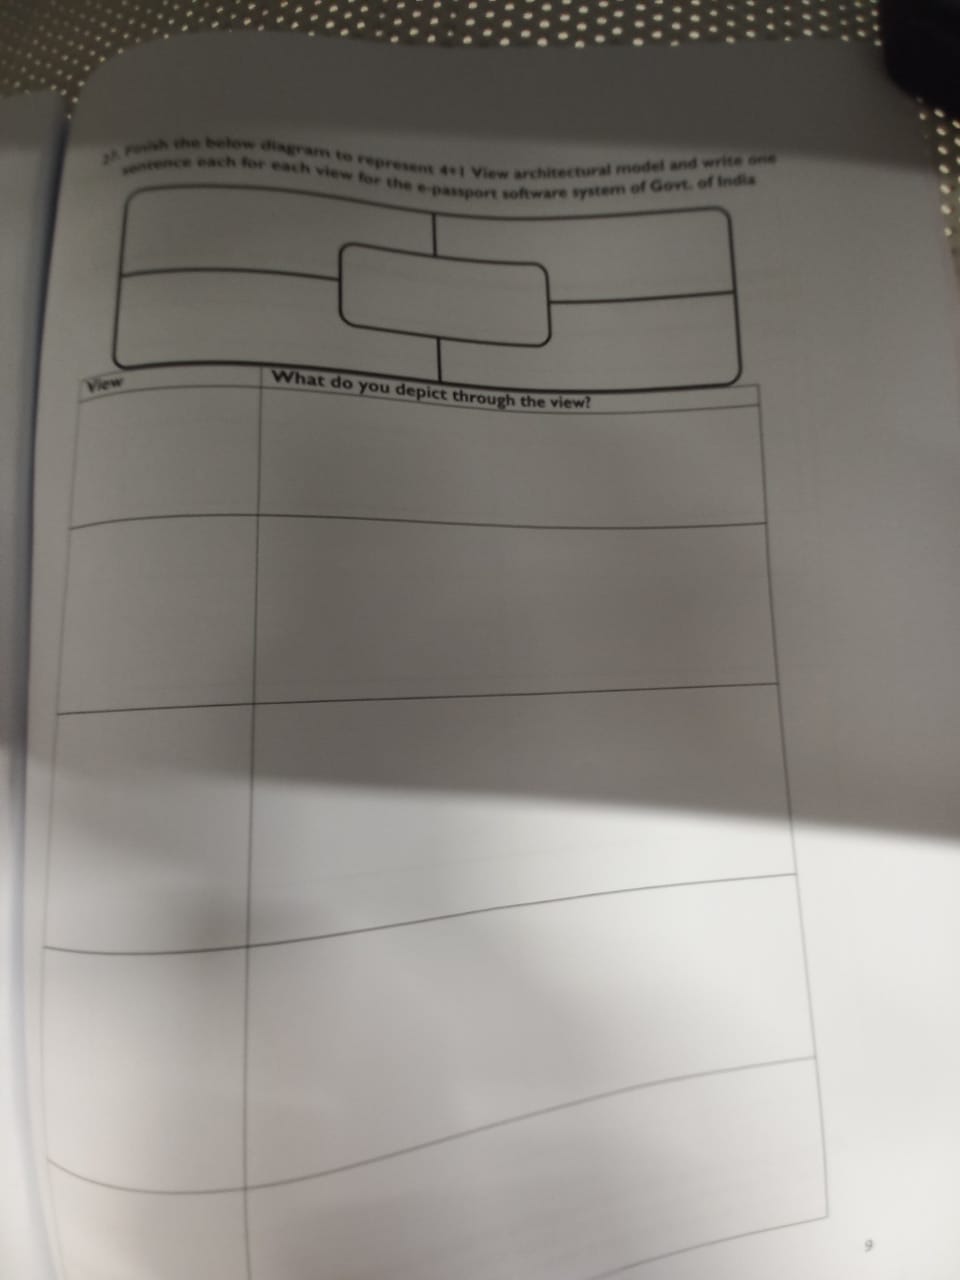 27. Finish the below diagram to represent 4+1 View architectural model and write one
sentence each for each view for the e-passport software system of Govt. of India
View
What do you depict through the view?
9